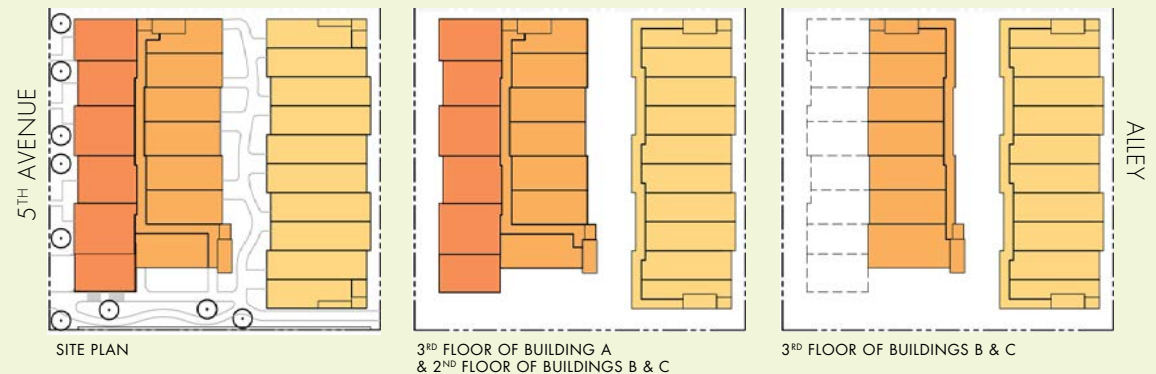 5TH AVENUE
ALLEY
SITE PLAN
3RD FLOOR OF BUILDING A
& 2ND FLOOR OF BUILDINGS B & C
3RD FLOOR OF BUILDINGS B & C